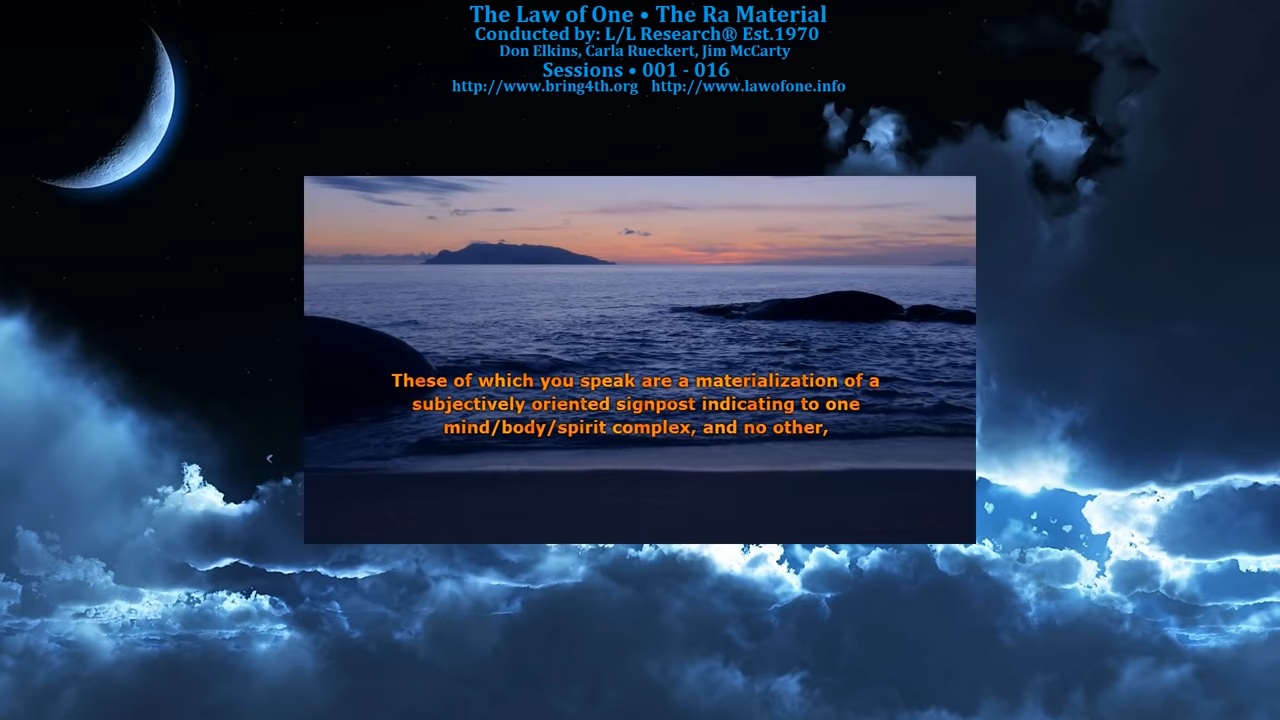 The Law of One • The Ra Material
Conducted by: L/L Research® Est.1970
Don Elkins, Carla Rueckert, Jim McCarty
Sessions • 001 - 016
http://www.bring4th.org http://www.lawofone.info
These of which you speak are a materialization of a
subjectively oriented signpost indicating to one
mind/body/spirit complex, and no other,